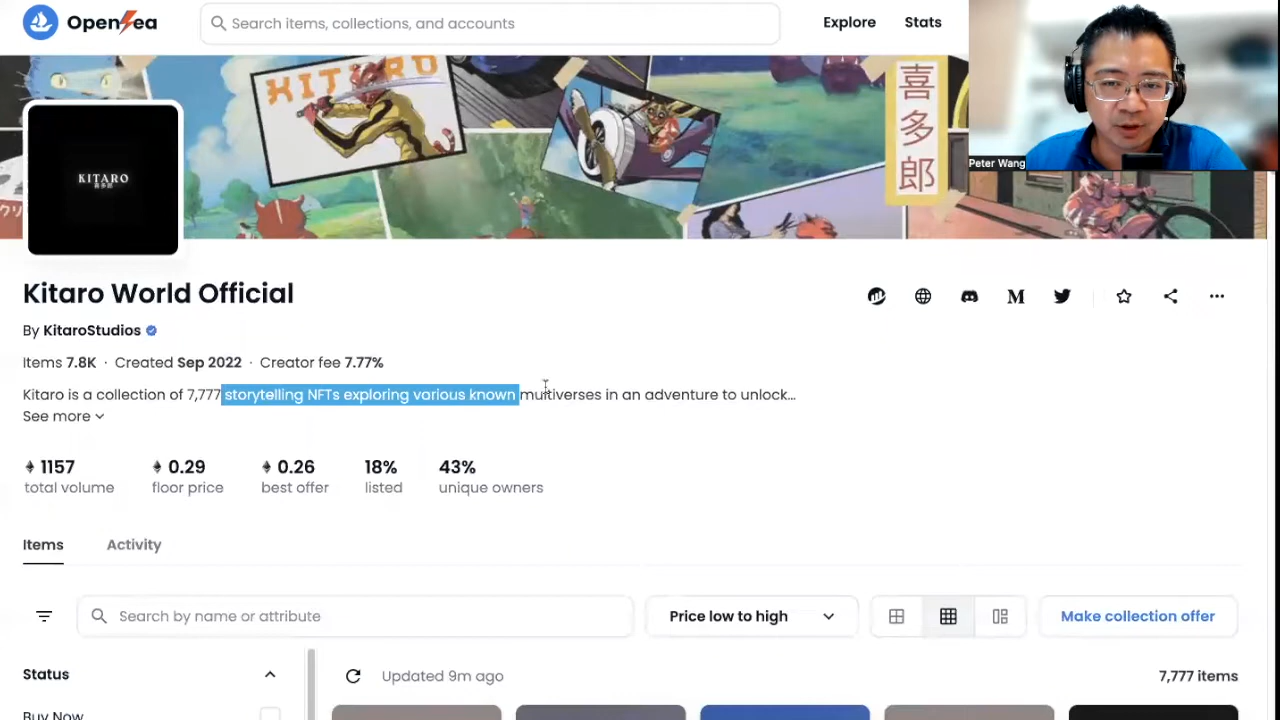 OpenSea
Search items, collections, and accounts
Explore
Stats
Peter Wang
KITARO
喜多郎
KITARO
喜多郎
Kitaro World Official
By KitaroStudios
Items 7.8K · Created Sep 2022 · Creator fee 7.77%
Kitaro is a collection of 7,777 storytelling NFTs exploring various known multiverses in an adventure to unlock...
See more
1157
0.29
0.26
18%
43%
total volume
floor price
best offer
listed
unique owners
Items
Activity
Search by name or attribute
Price low to high
Make collection offer
Status
Updated 9m ago
7,777 items
Buy Now